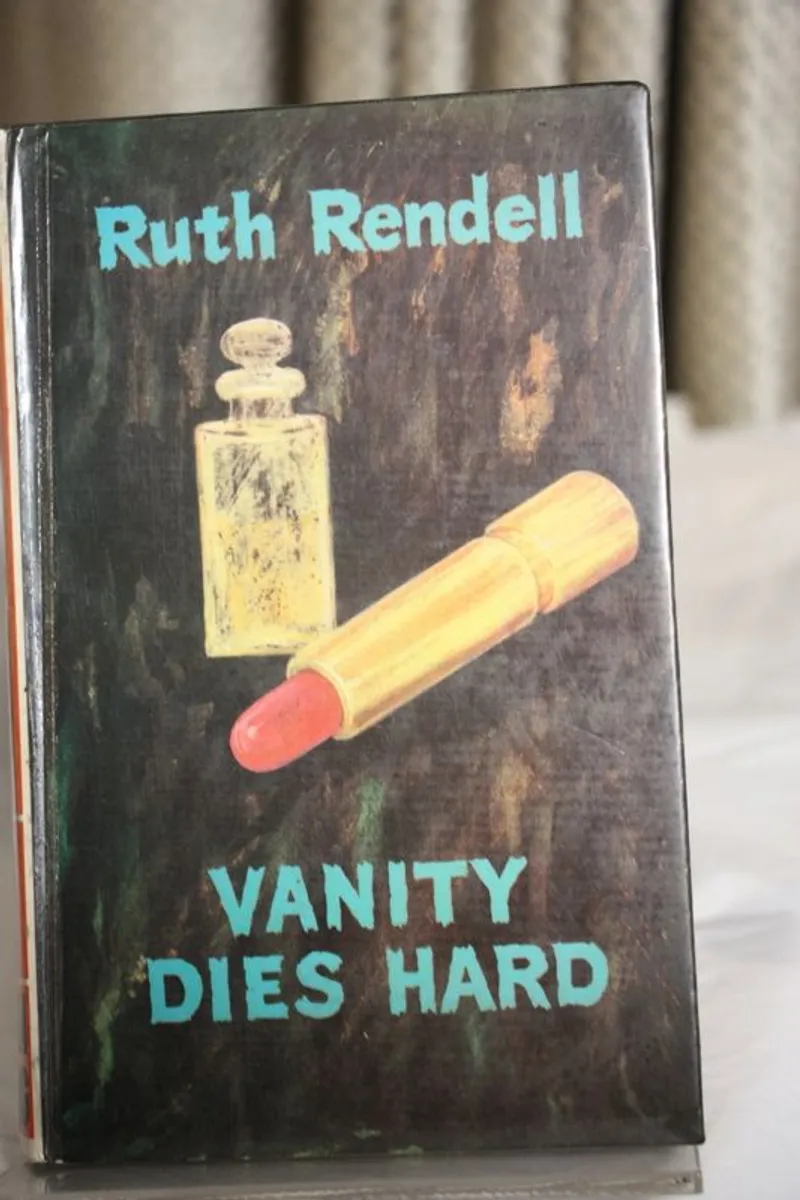 Ruth Rendell
VANITY
DIES HARD